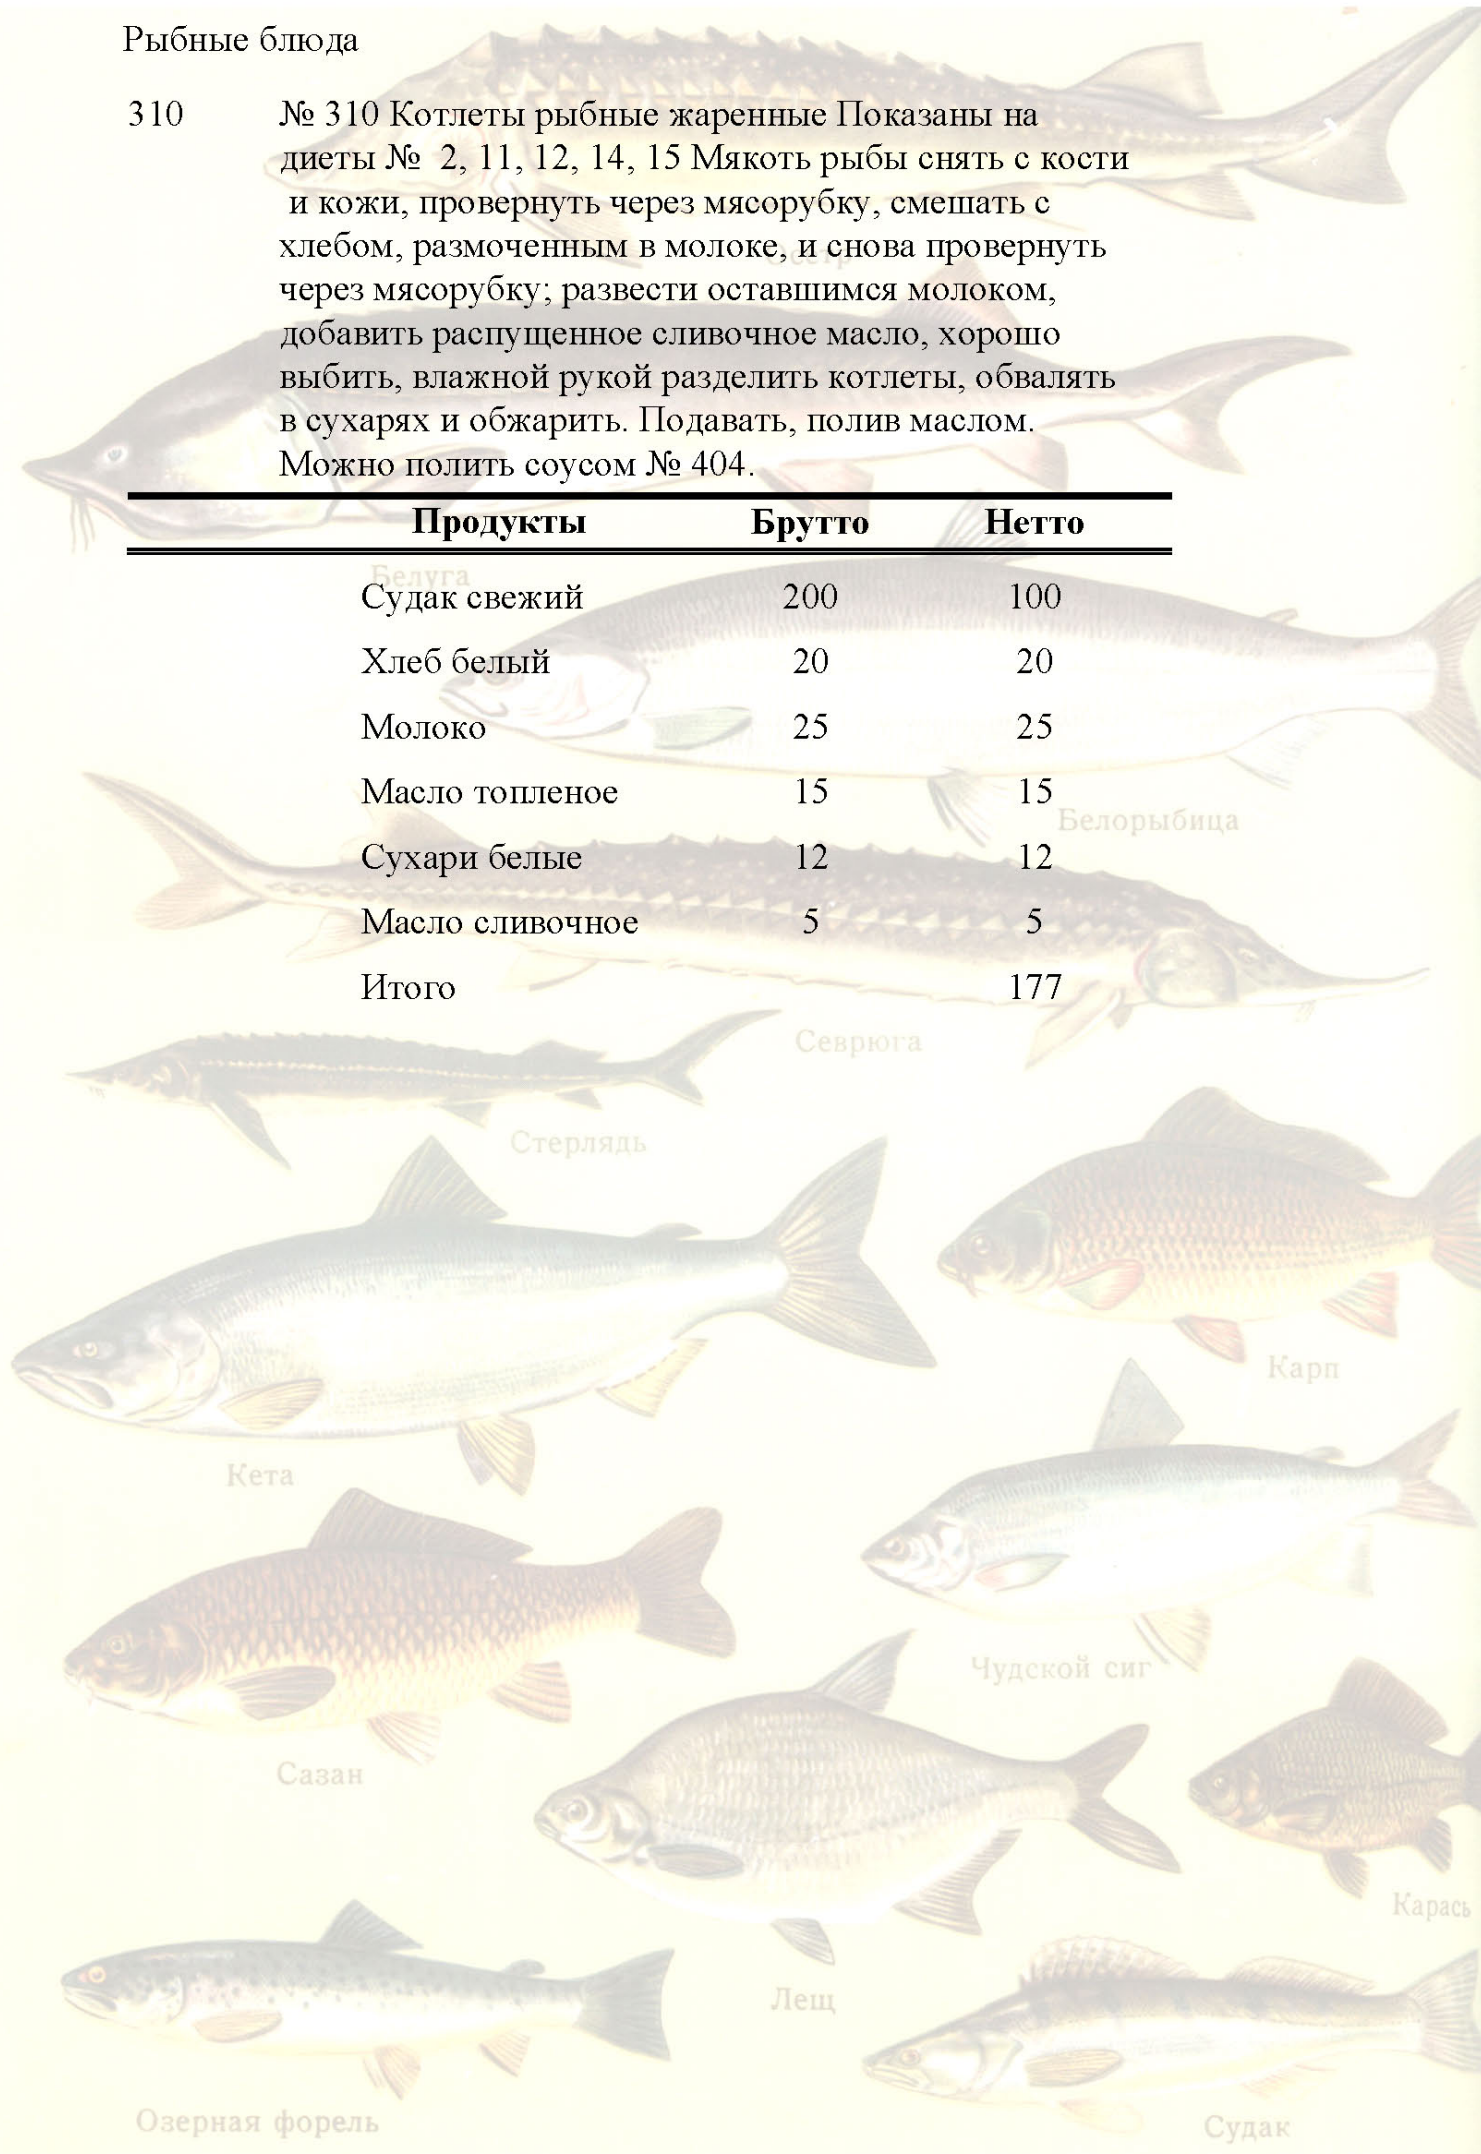 Рыбные блюда
310 № 310 Котлеты рыбные жаренные Показаны на
диеты № 2, 11, 12, 14, 15 Мякоть рыбы снять с кости
и кожи, провернуть через мясорубку, смешать с
хлебом, размоченным в молоке, и снова провернуть
через мясорубку; развести оставшимся молоком,
добавить распущенное сливочное масло, хорошо
выбить, влажной рукой разделить котлеты, обвалять
в сухарях и обжарить. Подавать, полив маслом.
Можно полить соусом № 404.
Продукты Брутто Нетто
Белуга
Судак свежий 200 100
Хлеб белый 20 20
Молоко 25 25
Масло топленое 15 15
Белорыбица
Сухари белые 12 12
Масло сливочное 5 5
Итого 177
Севрюга
Стерлядь
Карп
Кета
Чудской сиг
Сазан
Карась
Лещ
Озерная форель
Судак